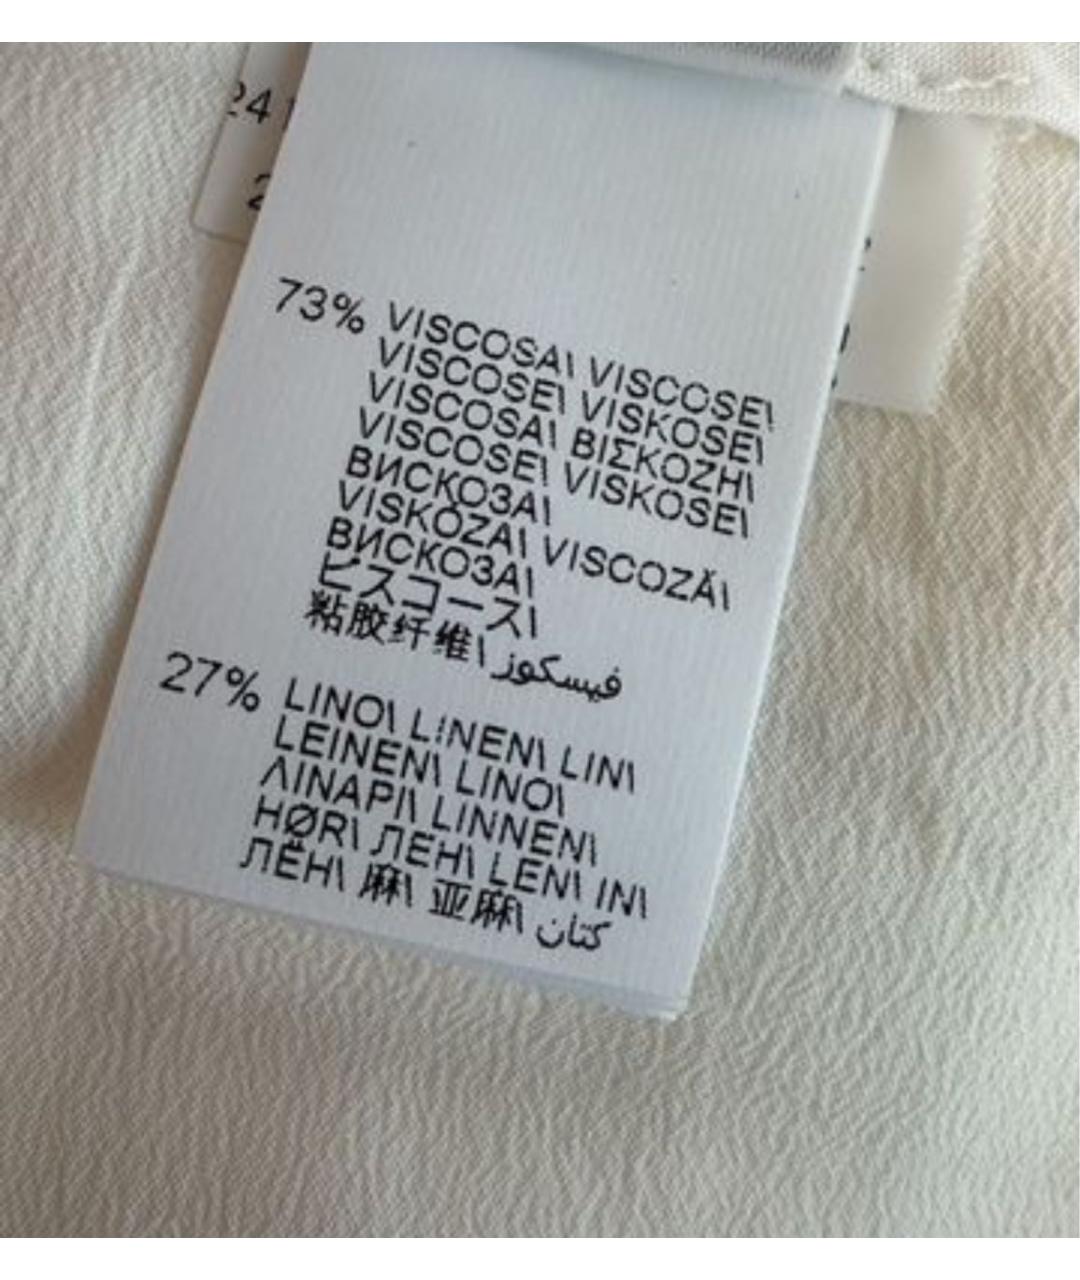 24
2
73% VISCOSA\ VISCOSE\
VISCOSE\ VISKOSE\
VISCOSA\ ΒΙΣΚΟΖΗ\
VISCOSE\ VISKOSE\
ВИСКОЗА\
VISKÓZA\ VISCOZĂ\
ВИСКОЗА\
ビスコース\
粘胶纤维\ فيسكوز
27% LINO\ LINEN\ LIN\
LEINEN\ LINO\
ΛΙΝΑΡΙ\ LINNEN\
HØR\ ЛЕН\ LEN\ IN\
ЛЁН\ 麻\ 亚麻\ كتان